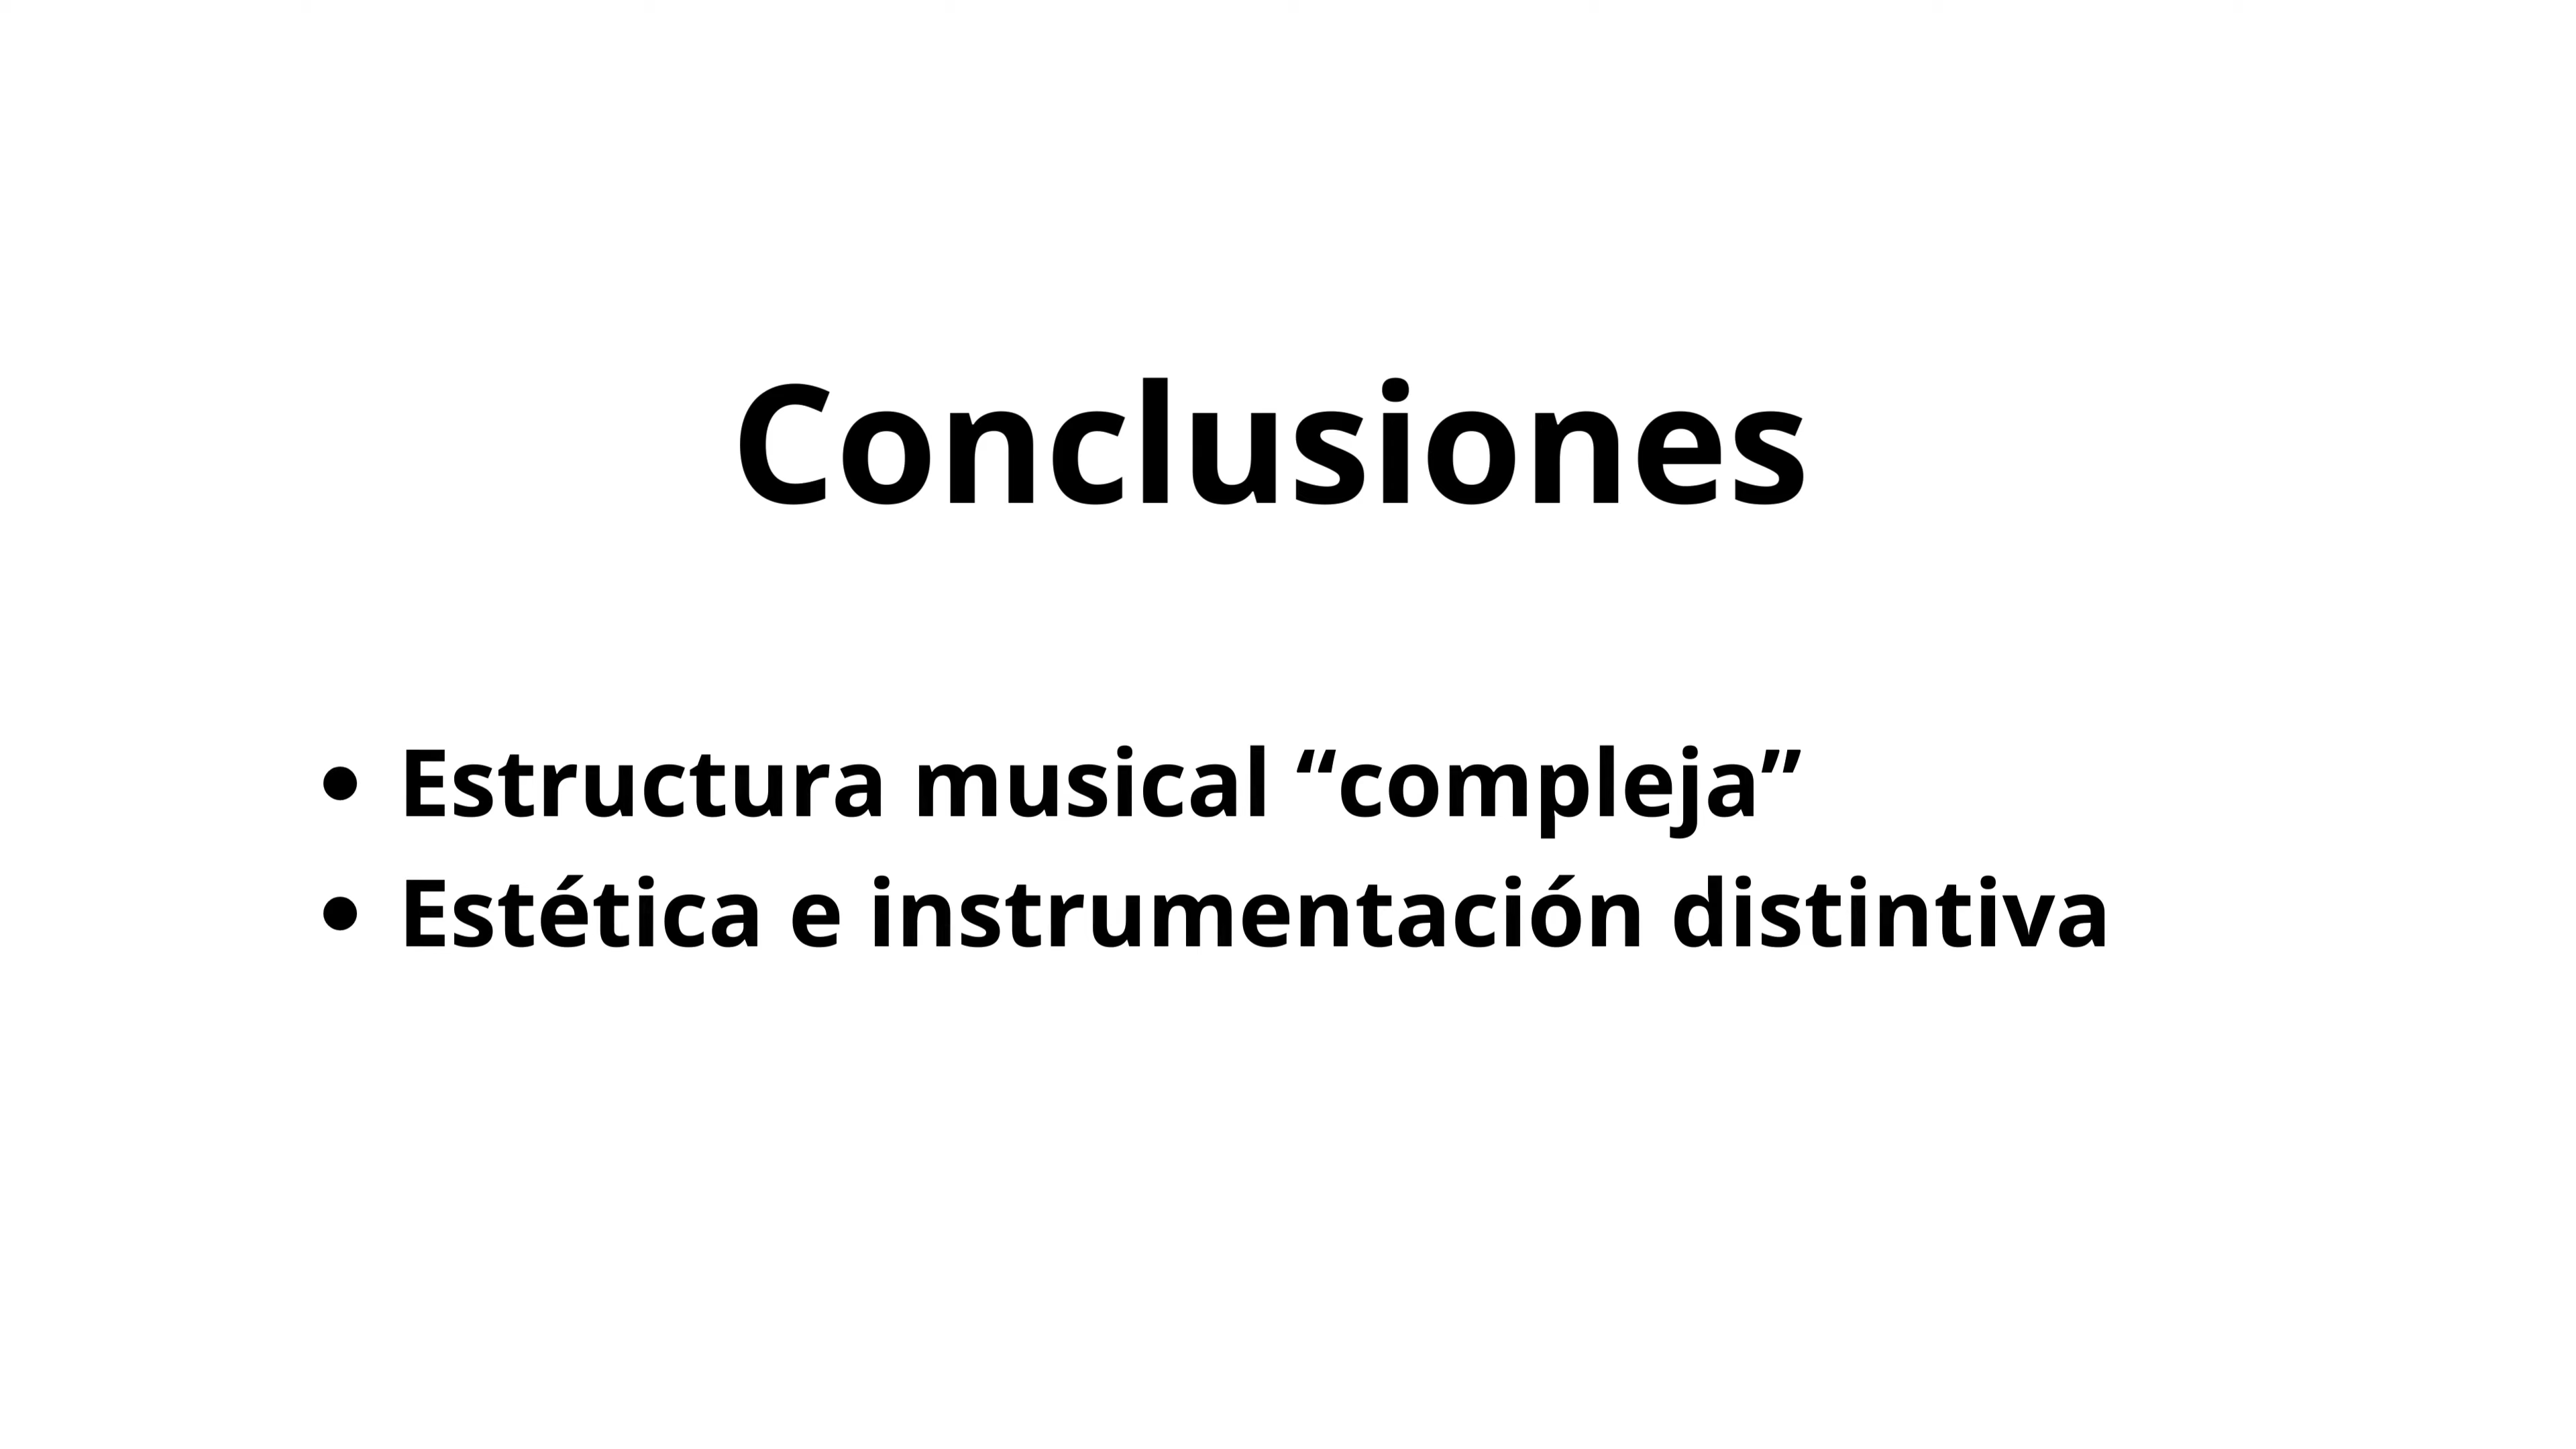 Conclusiones
• Estructura musical “compleja”
• Estética e instrumentación distintiva